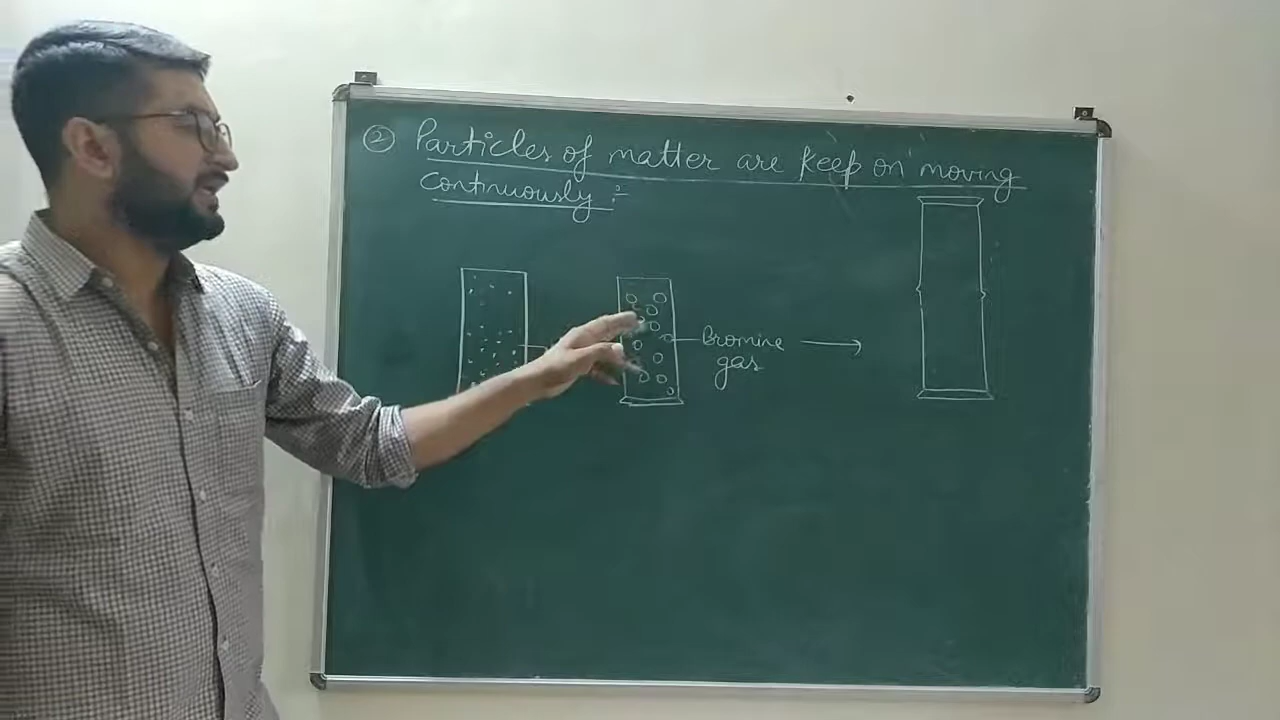 ② Particles of matter are keep on moving
continuously :-
Bromine
gas